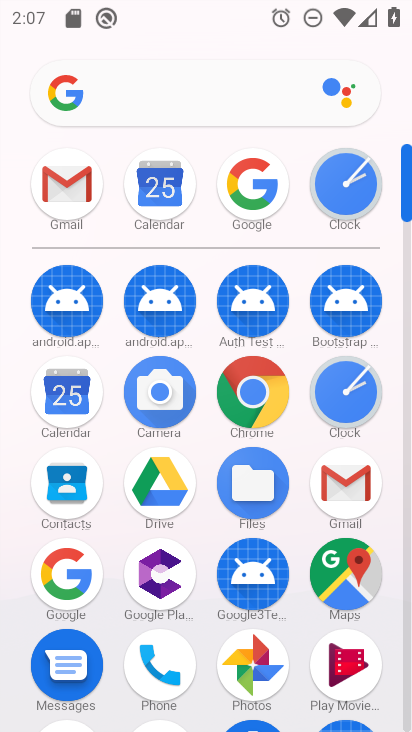 2:07
Gmail Calendar Google Clock
android.ap... android.ap... Auth Test ... Bootstrap ...
Calendar Camera Chrome Clock
Contacts Drive Files Gmail
Google Google Pla... Google3Te... Maps
Messages Phone Photos Play Movie...
25
25